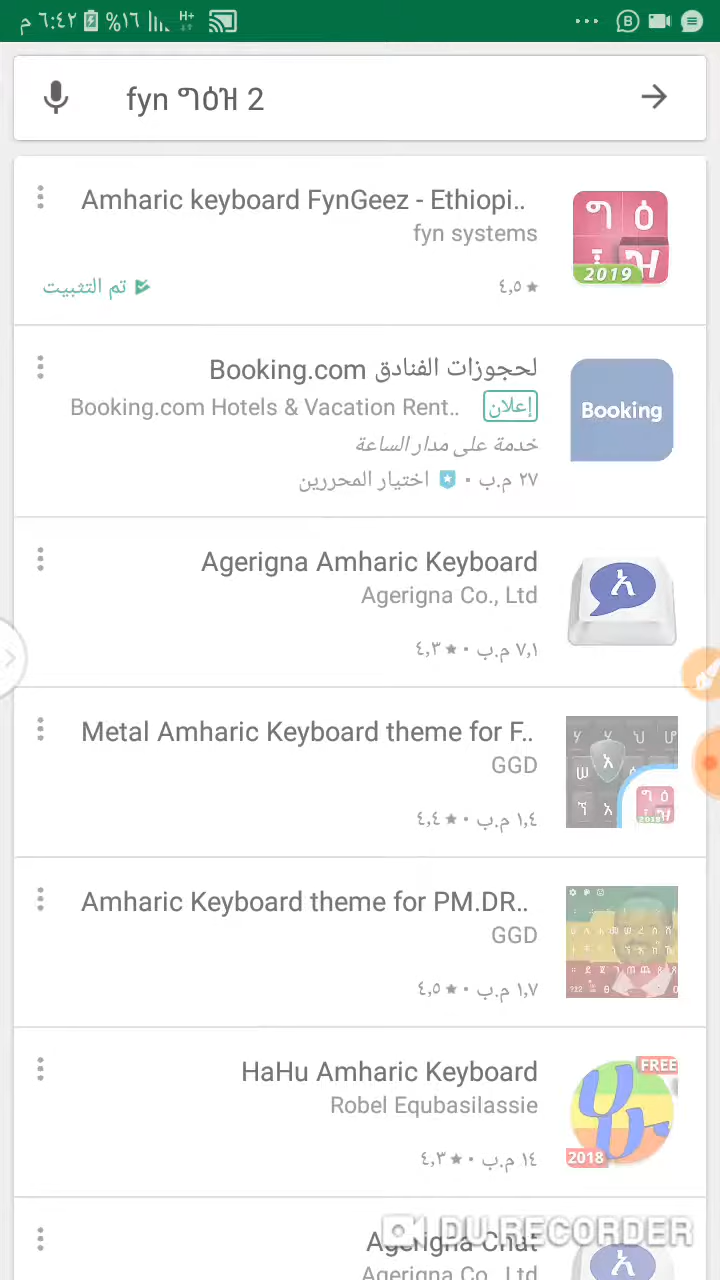 م ٦:٤٢ %١٦ H+
fyn ግዕዝ 2
Amharic keyboard FynGeez - Ethiopi..
fyn systems
تم التثبيت
٤,٥ ★
ግ ዕ ዝ
2019
لحجوزات الفنادق Booking.com
Booking.com Hotels & Vacation Rent.. إعلان
خدمة على مدار الساعة
٢٧ م.ب • اختيار المحررين
Booking
Agerigna Amharic Keyboard
Agerigna Co., Ltd
٧,١ م.ب • ★ ٤,٣
አ
Metal Amharic Keyboard theme for F..
GGD
١,٤ م.ب • ★ ٤,٤
Amharic Keyboard theme for PM.DR..
GGD
١,٧ م.ب • ★ ٤,٥
HaHu Amharic Keyboard
Robel Equbasilassie
١٤ م.ب • ★ ٤,٣
FREE
2018
Agerigna Chat
Agerigna Co., Ltd
DU RECORDER